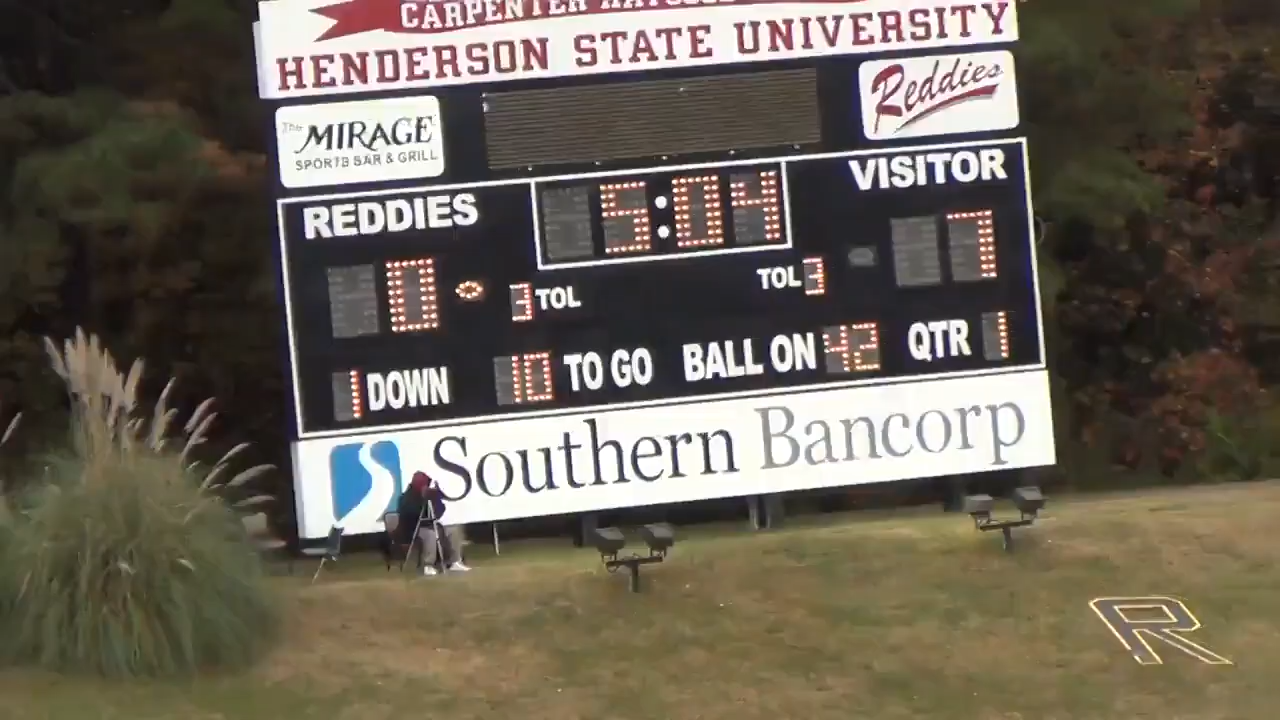 CARPENTER
HENDERSON STATE UNIVERSITY
The MIRAGE
SPORTS BAR & GRILL
Reddies
REDDIES 5:04 VISITOR
0 3 TOL TOL 3 7
1 DOWN 10 TO GO BALL ON 42 QTR 1
Southern Bancorp
R